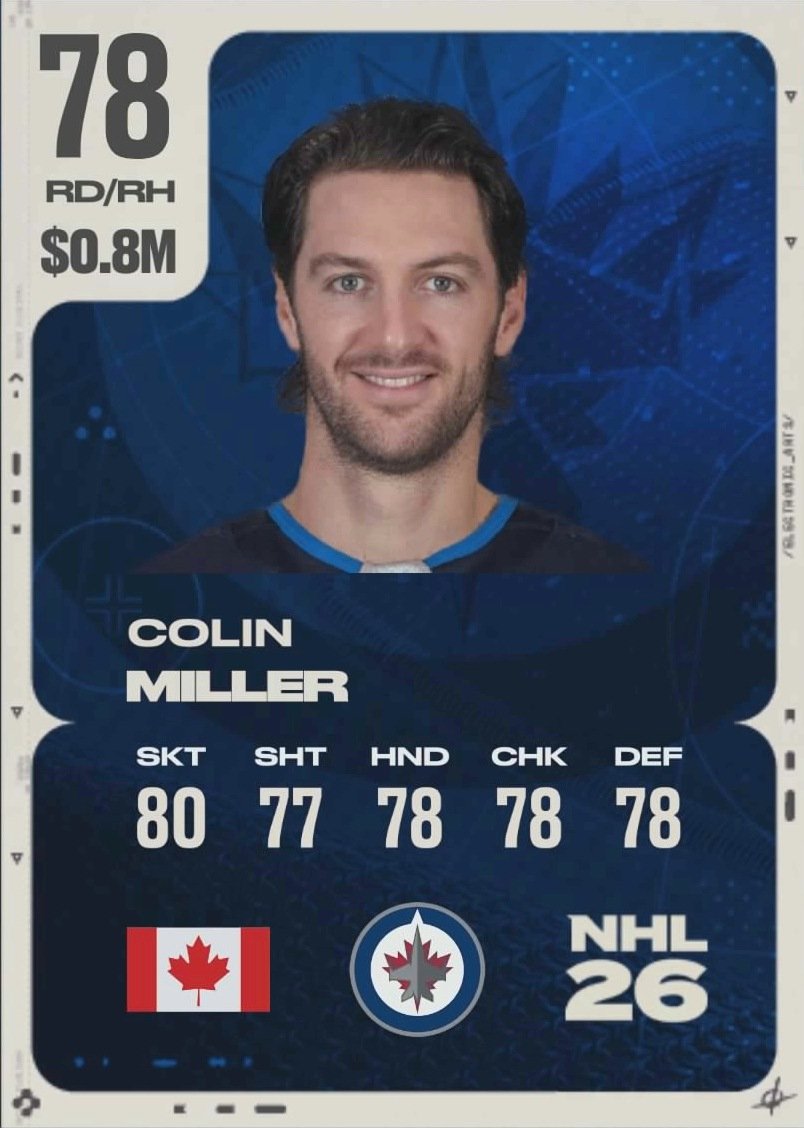 78
RD/RH
$0.8M
/ELECTRONIC_ARTS/
COLIN
MILLER
SKT SHT HND CHK DEF
80 77 78 78 78
NHL
26